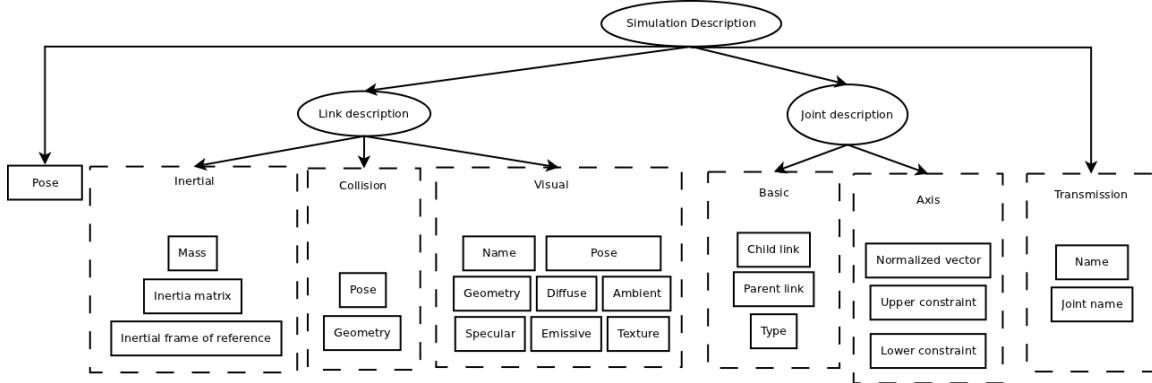 Simulation Description
Link description
Joint description
Pose
Inertial
Mass
Inertia matrix
Inertial frame of reference
Collision
Pose
Geometry
Visual
Name
Pose
Geometry
Diffuse
Ambient
Specular
Emissive
Texture
Basic
Child link
Parent link
Type
Axis
Normalized vector
Upper constraint
Lower constraint
Transmission
Name
Joint name